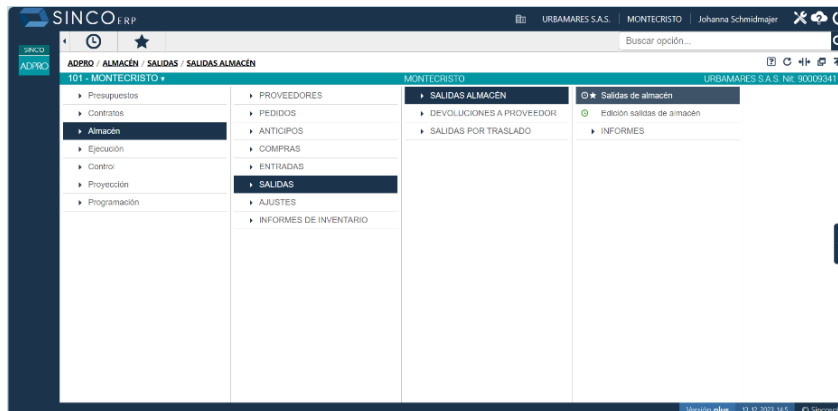 SINCO ERP
URBAMARES S.A.S. MONTECRISTO Johanna Schmidmajer
SINCO
ADPRO
Buscar opción...
ADPRO / ALMACÉN / SALIDAS / SALIDAS ALMACÉN
101 - MONTECRISTO MONTECRISTO URBAMARES S.A.S. Nit: 90009341
Presupuestos
Contratos
Almacén
Ejecución
Control
Proyección
Programación
PROVEEDORES
PEDIDOS
ANTICIPOS
COMPRAS
ENTRADAS
SALIDAS
AJUSTES
INFORMES DE INVENTARIO
SALIDAS ALMACÉN
DEVOLUCIONES A PROVEEDOR
SALIDAS POR TRASLADO
Salidas de almacén
Edición salidas de almacén
INFORMES
Versión plus